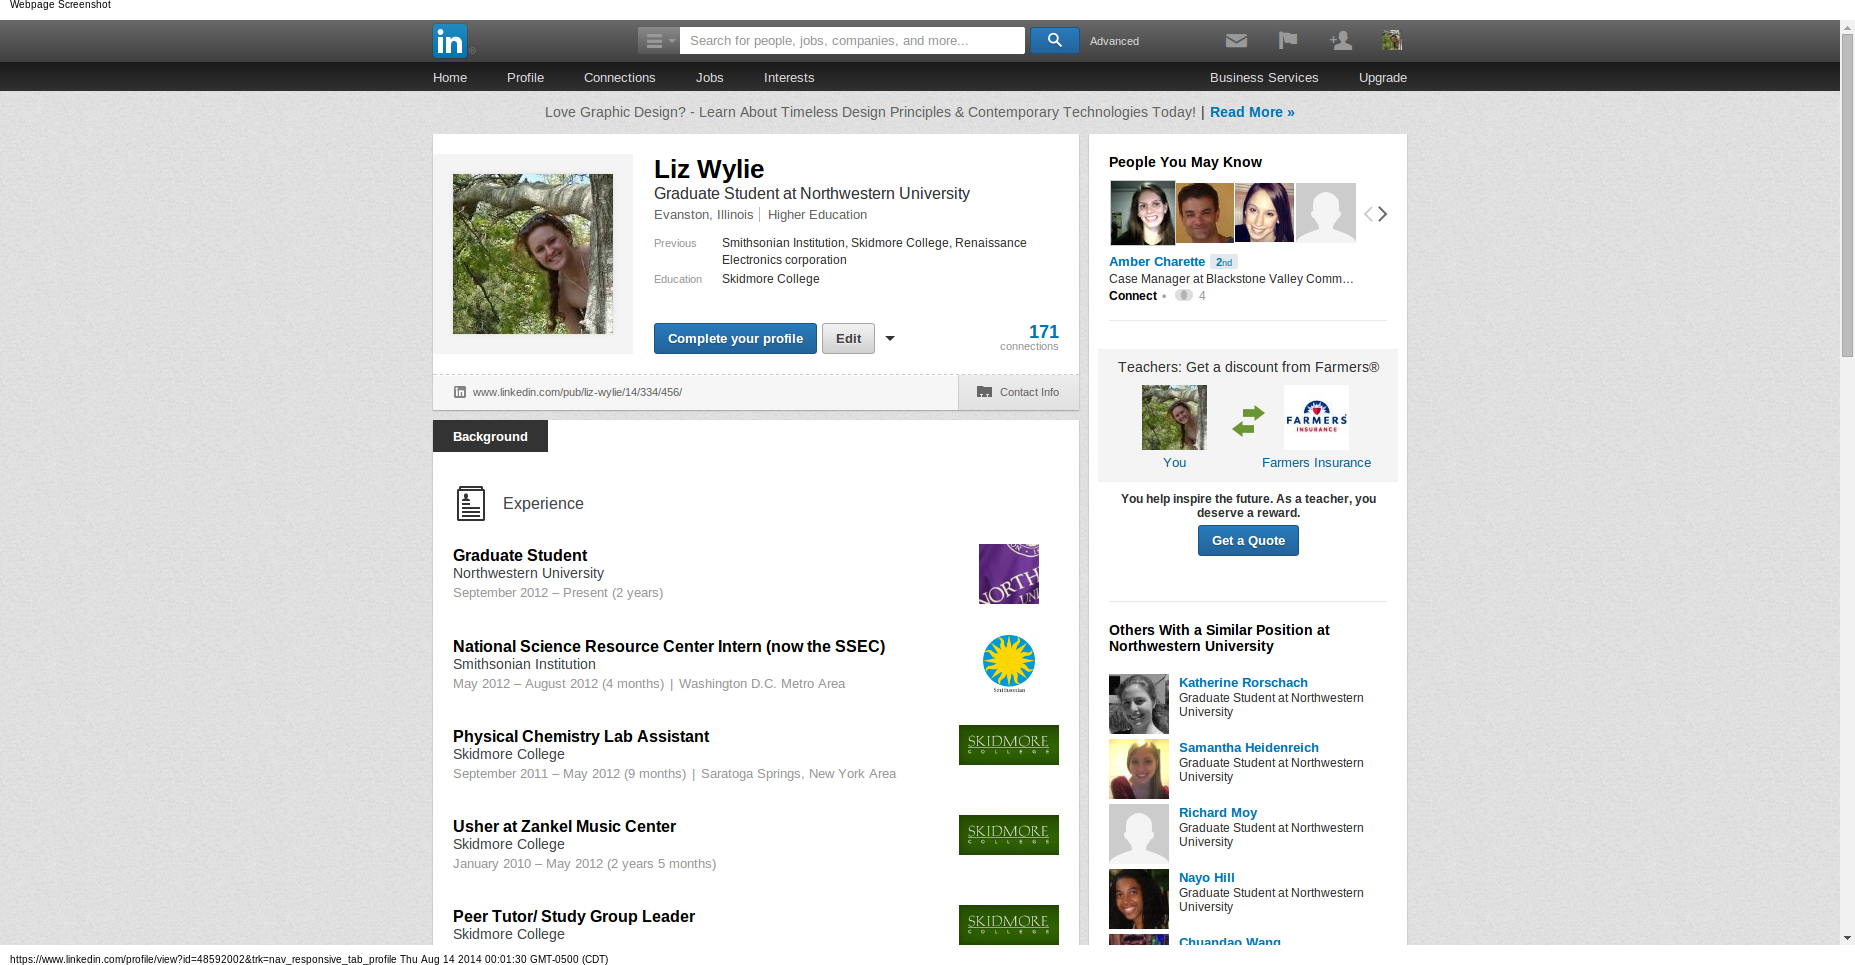 Webpage Screenshot
in
Search for people, jobs, companies, and more...
Advanced
Home Profile Connections Jobs Interests Business Services Upgrade
Love Graphic Design? - Learn About Timeless Design Principles & Contemporary Technologies Today! | Read More »
Liz Wylie
Graduate Student at Northwestern University
Evanston, Illinois | Higher Education
Previous Smithsonian Institution, Skidmore College, Renaissance
Electronics corporation
Education Skidmore College
Complete your profile Edit
171
connections
in www.linkedin.com/pub/liz-wylie/14/334/456/
Contact Info
Background
Experience
Graduate Student
Northwestern University
September 2012 – Present (2 years)
NORTH
UNI
National Science Resource Center Intern (now the SSEC)
Smithsonian Institution
May 2012 – August 2012 (4 months) | Washington D.C. Metro Area
Smithsonian
Physical Chemistry Lab Assistant
Skidmore College
September 2011 – May 2012 (9 months) | Saratoga Springs, New York Area
SKIDMORE
COLLEGE
Usher at Zankel Music Center
Skidmore College
January 2010 – May 2012 (2 years 5 months)
SKIDMORE
COLLEGE
Peer Tutor/ Study Group Leader
Skidmore College
SKIDMORE
COLLEGE
People You May Know
Amber Charette 2nd
Case Manager at Blackstone Valley Comm…
Connect • 4
Teachers: Get a discount from Farmers®
FARMERS
INSURANCE
You Farmers Insurance
You help inspire the future. As a teacher, you
deserve a reward.
Get a Quote
Others With a Similar Position at
Northwestern University
Katherine Rorschach
Graduate Student at Northwestern
University
Samantha Heidenreich
Graduate Student at Northwestern
University
Richard Moy
Graduate Student at Northwestern
University
Nayo Hill
Graduate Student at Northwestern
University
Chuandao Wang
https://www.linkedin.com/profile/view?id=48592002&trk=nav_responsive_tab_profile Thu Aug 14 2014 00:01:30 GMT-0500 (CDT)